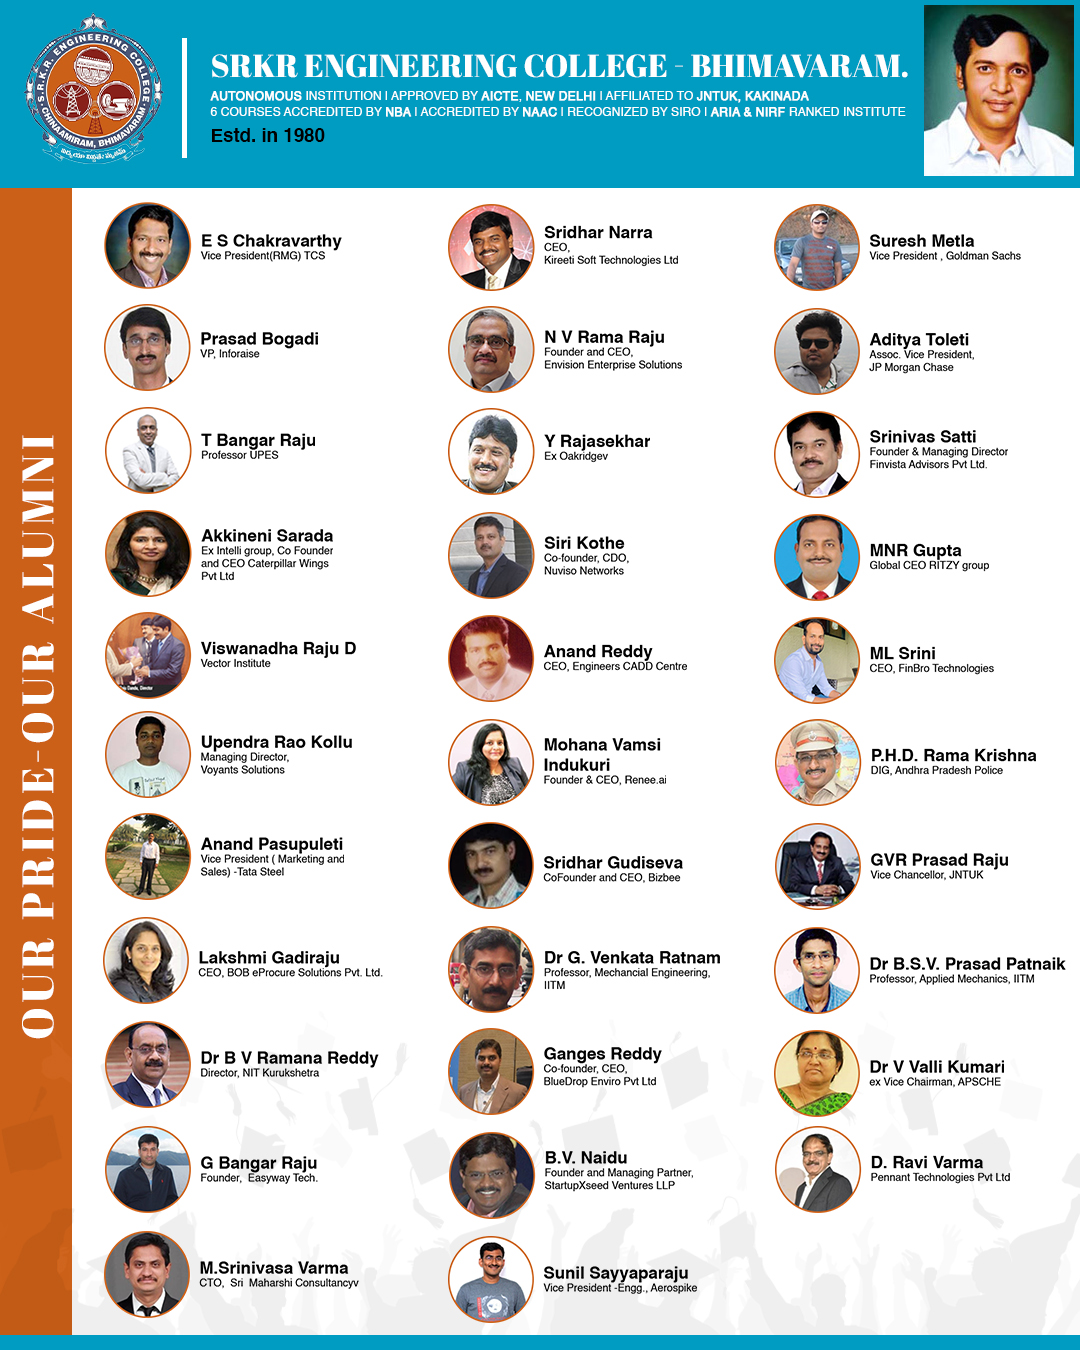 S.R.K.R. ENGINEERING COLLEGE
CHINAAMIRAM, BHIMAVARAM
SRKR ENGINEERING COLLEGE - BHIMAVARAM.
AUTONOMOUS INSTITUTION I APPROVED BY AICTE, NEW DELHI I AFFILIATED TO JNTUK, KAKINADA
6 COURSES ACCREDITED BY NBA I ACCREDITED BY NAAC I RECOGNIZED BY SIRO I ARIA & NIRF RANKED INSTITUTE
Estd. in 1980
OUR PRIDE-OUR ALUMNI
E S Chakravarthy
Vice President(RMG) TCS
Sridhar Narra
CEO,
Kireeti Soft Technologies Ltd
Suresh Metla
Vice President , Goldman Sachs
Prasad Bogadi
VP, Inforaise
N V Rama Raju
Founder and CEO,
Envision Enterprise Solutions
Aditya Toleti
Assoc. Vice President,
JP Morgan Chase
T Bangar Raju
Professor UPES
Y Rajasekhar
Ex Oakridgev
Srinivas Satti
Founder & Managing Director
Finvista Advisors Pvt Ltd.
Akkineni Sarada
Ex Intelli group, Co Founder
and CEO Caterpillar Wings
Pvt Ltd
Siri Kothe
Co-founder, CDO,
Nuviso Networks
MNR Gupta
Global CEO RITZY group
Viswanadha Raju D
Vector Institute
Anand Reddy
CEO, Engineers CADD Centre
ML Srini
CEO, FinBro Technologies
Upendra Rao Kollu
Managing Director,
Voyants Solutions
Mohana Vamsi
Indukuri
Founder & CEO, Renee.ai
P.H.D. Rama Krishna
DIG, Andhra Pradesh Police
Anand Pasupuleti
Vice President ( Marketing and
Sales) -Tata Steel
Sridhar Gudiseva
CoFounder and CEO, Bizbee
GVR Prasad Raju
Vice Chancellor, JNTUK
Lakshmi Gadiraju
CEO, BOB eProcure Solutions Pvt. Ltd.
Dr G. Venkata Ratnam
Professor, Mechancial Engineering,
IITM
Dr B.S.V. Prasad Patnaik
Professor, Applied Mechanics, IITM
Dr B V Ramana Reddy
Director, NIT Kurukshetra
Ganges Reddy
Co-founder, CEO,
BlueDrop Enviro Pvt Ltd
Dr V Valli Kumari
ex Vice Chairman, APSCHE
G Bangar Raju
Founder,  Easyway Tech.
B.V. Naidu
Founder and Managing Partner,
StartupXseed Ventures LLP
D. Ravi Varma
Pennant Technologies Pvt Ltd
M.Srinivasa Varma
CTO,  Sri  Maharshi Consultancyv
Sunil Sayyaparaju
Vice President -Engg., Aerospike